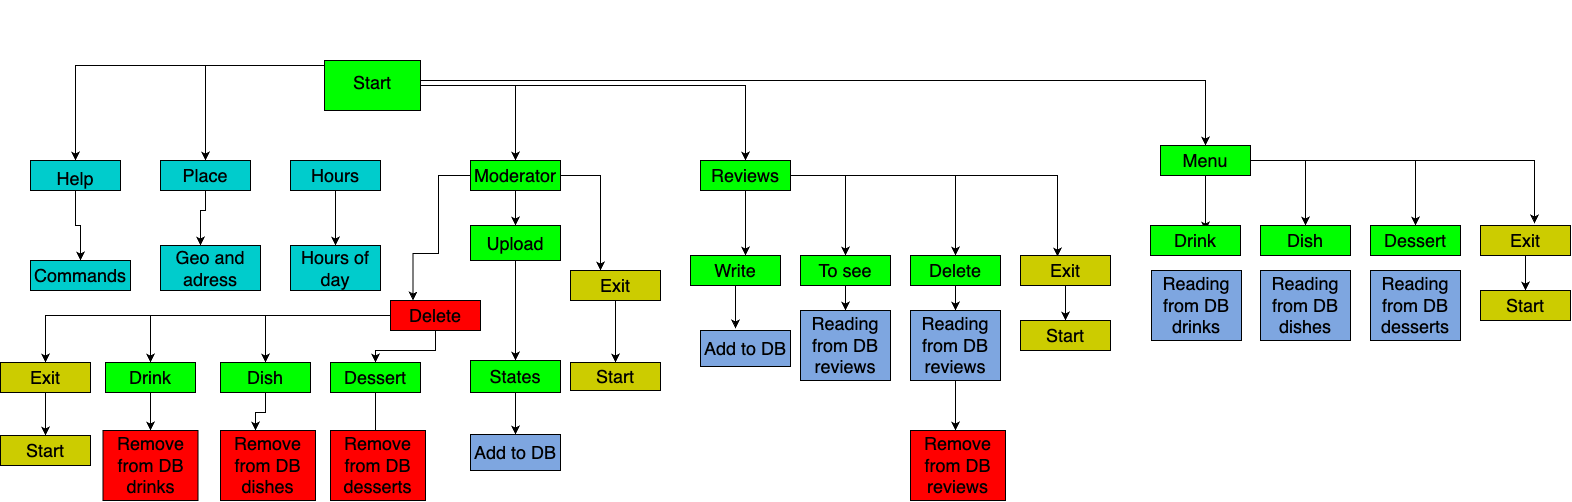 Start
Help
Place
Hours
Moderator
Reviews
Menu
Commands
Geo and
adress
Hours of
day
Upload
Exit
Write
To see
Delete
Exit
Drink
Dish
Dessert
Exit
Delete
Add to DB
Reading
from DB
reviews
Reading
from DB
reviews
Start
Reading
from DB
drinks
Reading
from DB
dishes
Reading
from DB
desserts
Start
Exit
Drink
Dish
Dessert
States
Start
Start
Remove
from DB
drinks
Remove
from DB
dishes
Remove
from DB
desserts
Add to DB
Remove
from DB
reviews